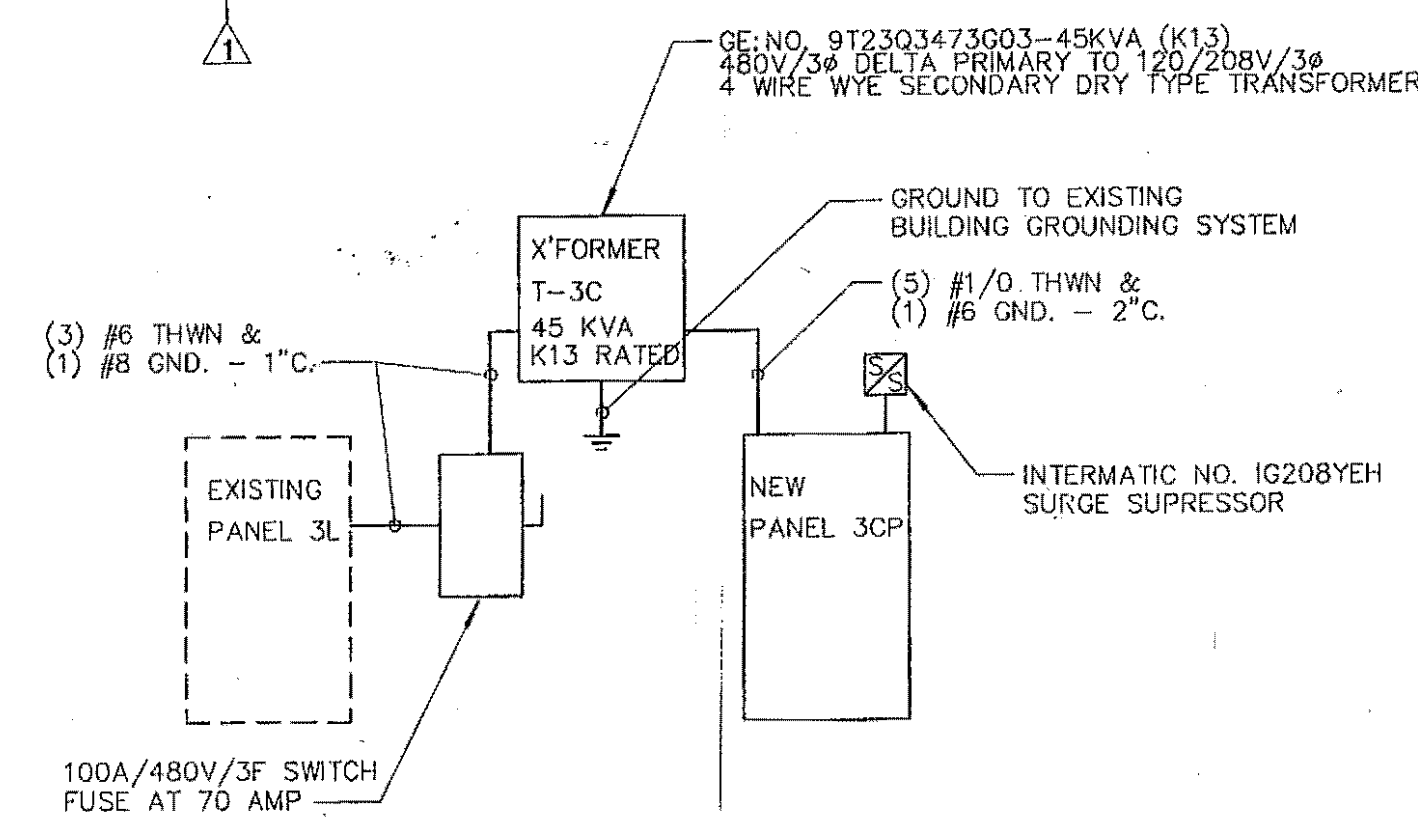 1
GE: NO. 9T23Q3473G03-45KVA (K13)
480V/3ø DELTA PRIMARY TO 120/208V/3ø
4 WIRE WYE SECONDARY DRY TYPE TRANSFORMER
GROUND TO EXISTING
BUILDING GROUNDING SYSTEM
X'FORMER
T-3C
45 KVA
K13 RATED
(5) #1/0 THWN &
(1) #6 GND. - 2"C.
(3) #6 THWN &
(1) #8 GND. - 1"C.
S/S
EXISTING
PANEL 3L
NEW
PANEL 3CP
INTERMATIC NO. IG208YEH
SURGE SUPRESSOR
100A/480V/3F SWITCH
FUSE AT 70 AMP